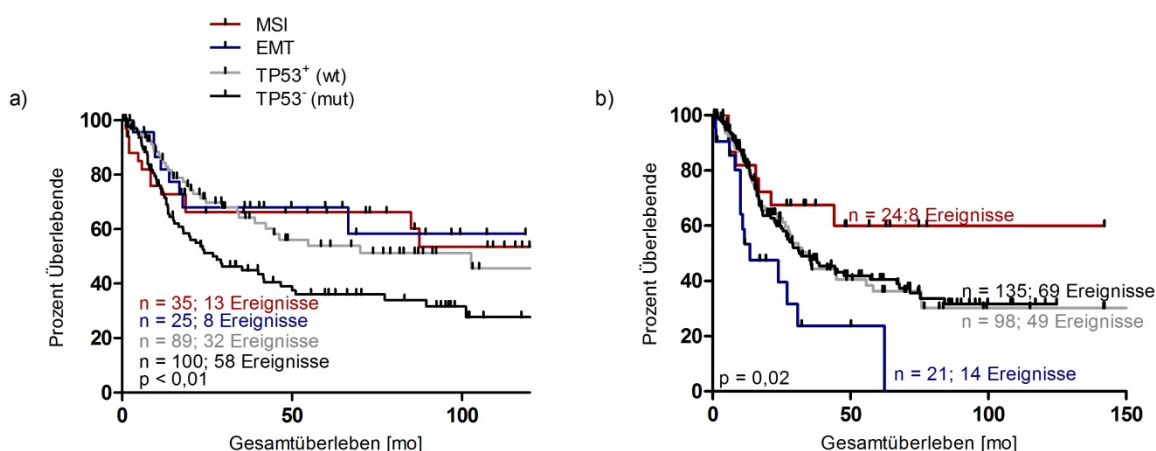 MSI
EMT
TP53⁺ (wt)
TP53⁻ (mut)
a)
Prozent Überlebende
100
80
60
40
20
0
n = 35; 13 Ereignisse
n = 25; 8 Ereignisse
n = 89; 32 Ereignisse
n = 100; 58 Ereignisse
p < 0,01
0
50
100
Gesamtüberleben [mo]
b)
Prozent Überlebende
100
80
60
40
20
0
n = 24;8 Ereignisse
n = 135; 69 Ereignisse
n = 98; 49 Ereignisse
n = 21; 14 Ereignisse
p = 0,02
0
50
100
150
Gesamtüberleben [mo]